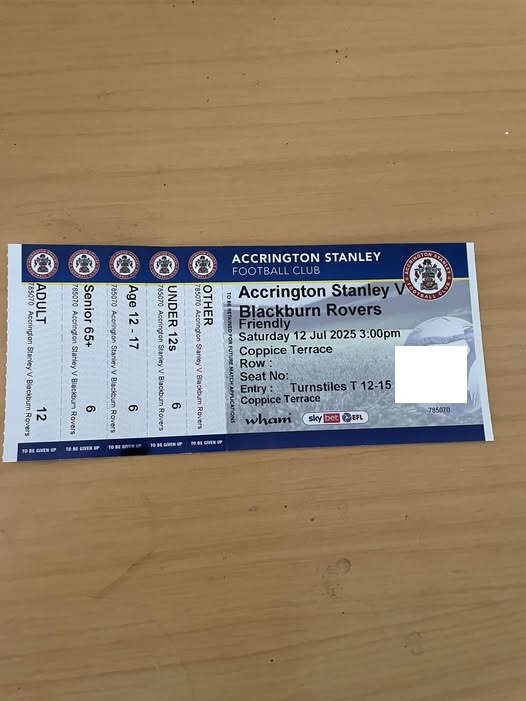 ACCRINGTON STANLEY
FOOTBALL CLUB
ACCRINGTON STANLEY
FOOTBALL CLUB
Accrington Stanley V
Blackburn Rovers
Friendly
Saturday 12 Jul 2025 3:00pm
Coppice Terrace
Row :
Seat No:
Entry : Turnstiles T 12-15
Coppice Terrace
wham
sky bet EFL
785070
TO BE RETAINED FOR FUTURE MATCH APPLICATIONS
OTHER
785070 Accrington Stanley V Blackburn Rovers
TO BE GIVEN UP
UNDER 12s 6
785070 Accrington Stanley V Blackburn Rovers
TO BE GIVEN UP
Age 12 - 17 6
785070 Accrington Stanley V Blackburn Rovers
TO BE GIVEN UP
Senior 65+ 6
785070 Accrington Stanley V Blackburn Rovers
TO BE GIVEN UP
ADULT 12
785070 Accrington Stanley V Blackburn Rovers
TO BE GIVEN UP